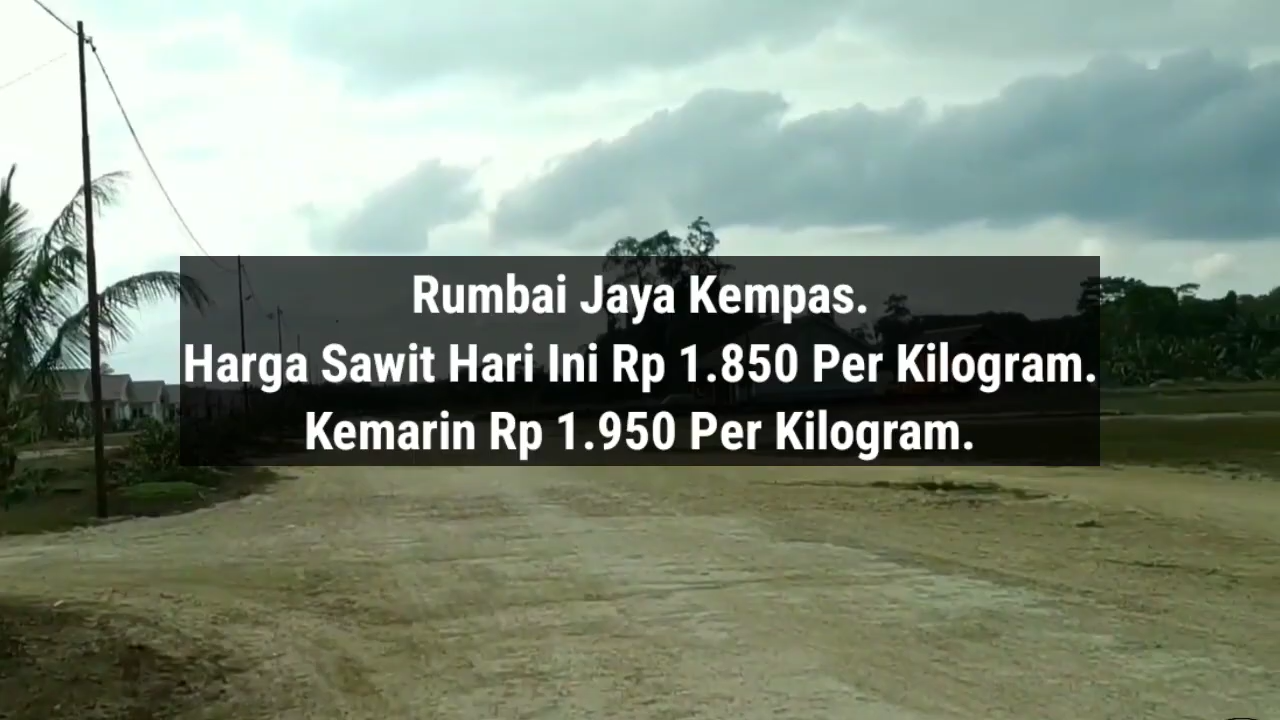 Rumbai Jaya Kempas.
Harga Sawit Hari Ini Rp 1.850 Per Kilogram.
Kemarin Rp 1.950 Per Kilogram.